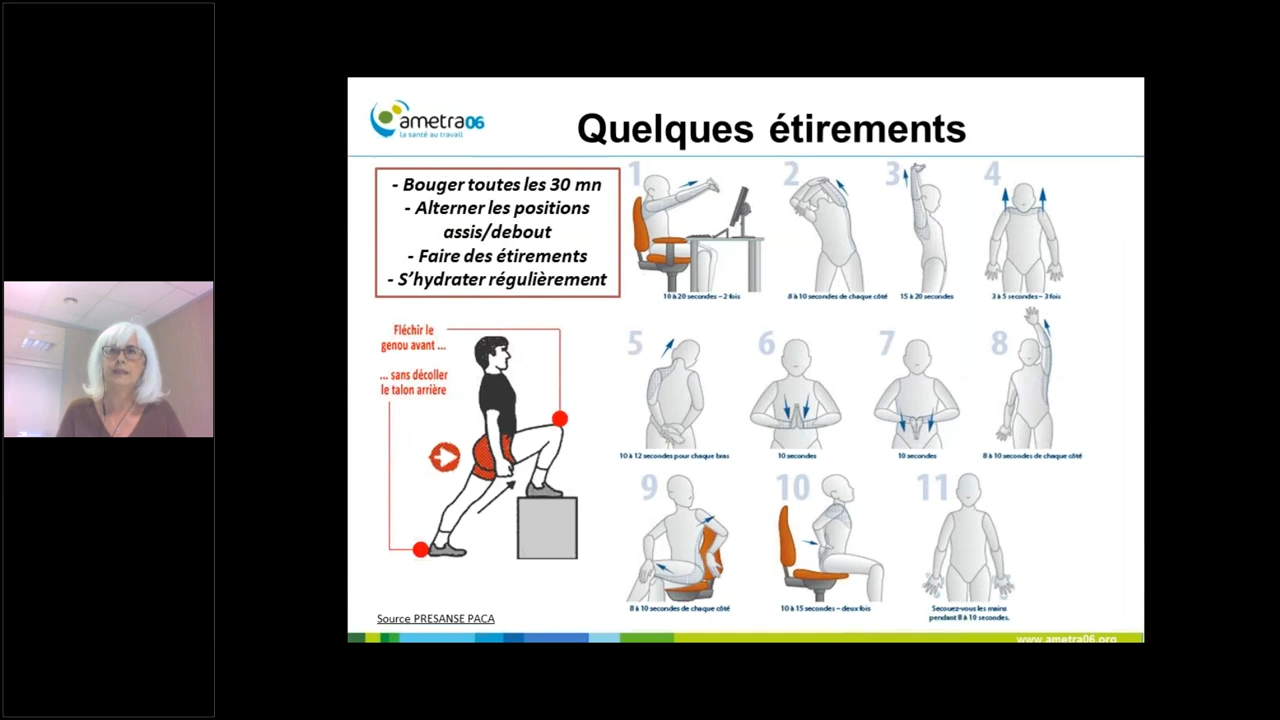 ametra06
la santé au travail
Quelques étirements
- Bouger toutes les 30 mn
- Alterner les positions
assis/debout
- Faire des étirements
- S'hydrater régulièrement
1
10 à 20 secondes – 2 fois
2
8 à 10 secondes de chaque côté
3
15 à 20 secondes
4
3 à 5 secondes – 3 fois
Fléchir le
genou avant ...
... sans décoller
le talon arrière
5
10 à 12 secondes pour chaque bras
6
10 secondes
7
10 secondes
8
8 à 10 secondes de chaque côté
9
8 à 10 secondes de chaque côté
10
10 à 15 secondes – deux fois
11
Secouez-vous les mains
pendant 8 à 10 secondes.
Source PRESANSE PACA
www.ametra06.org